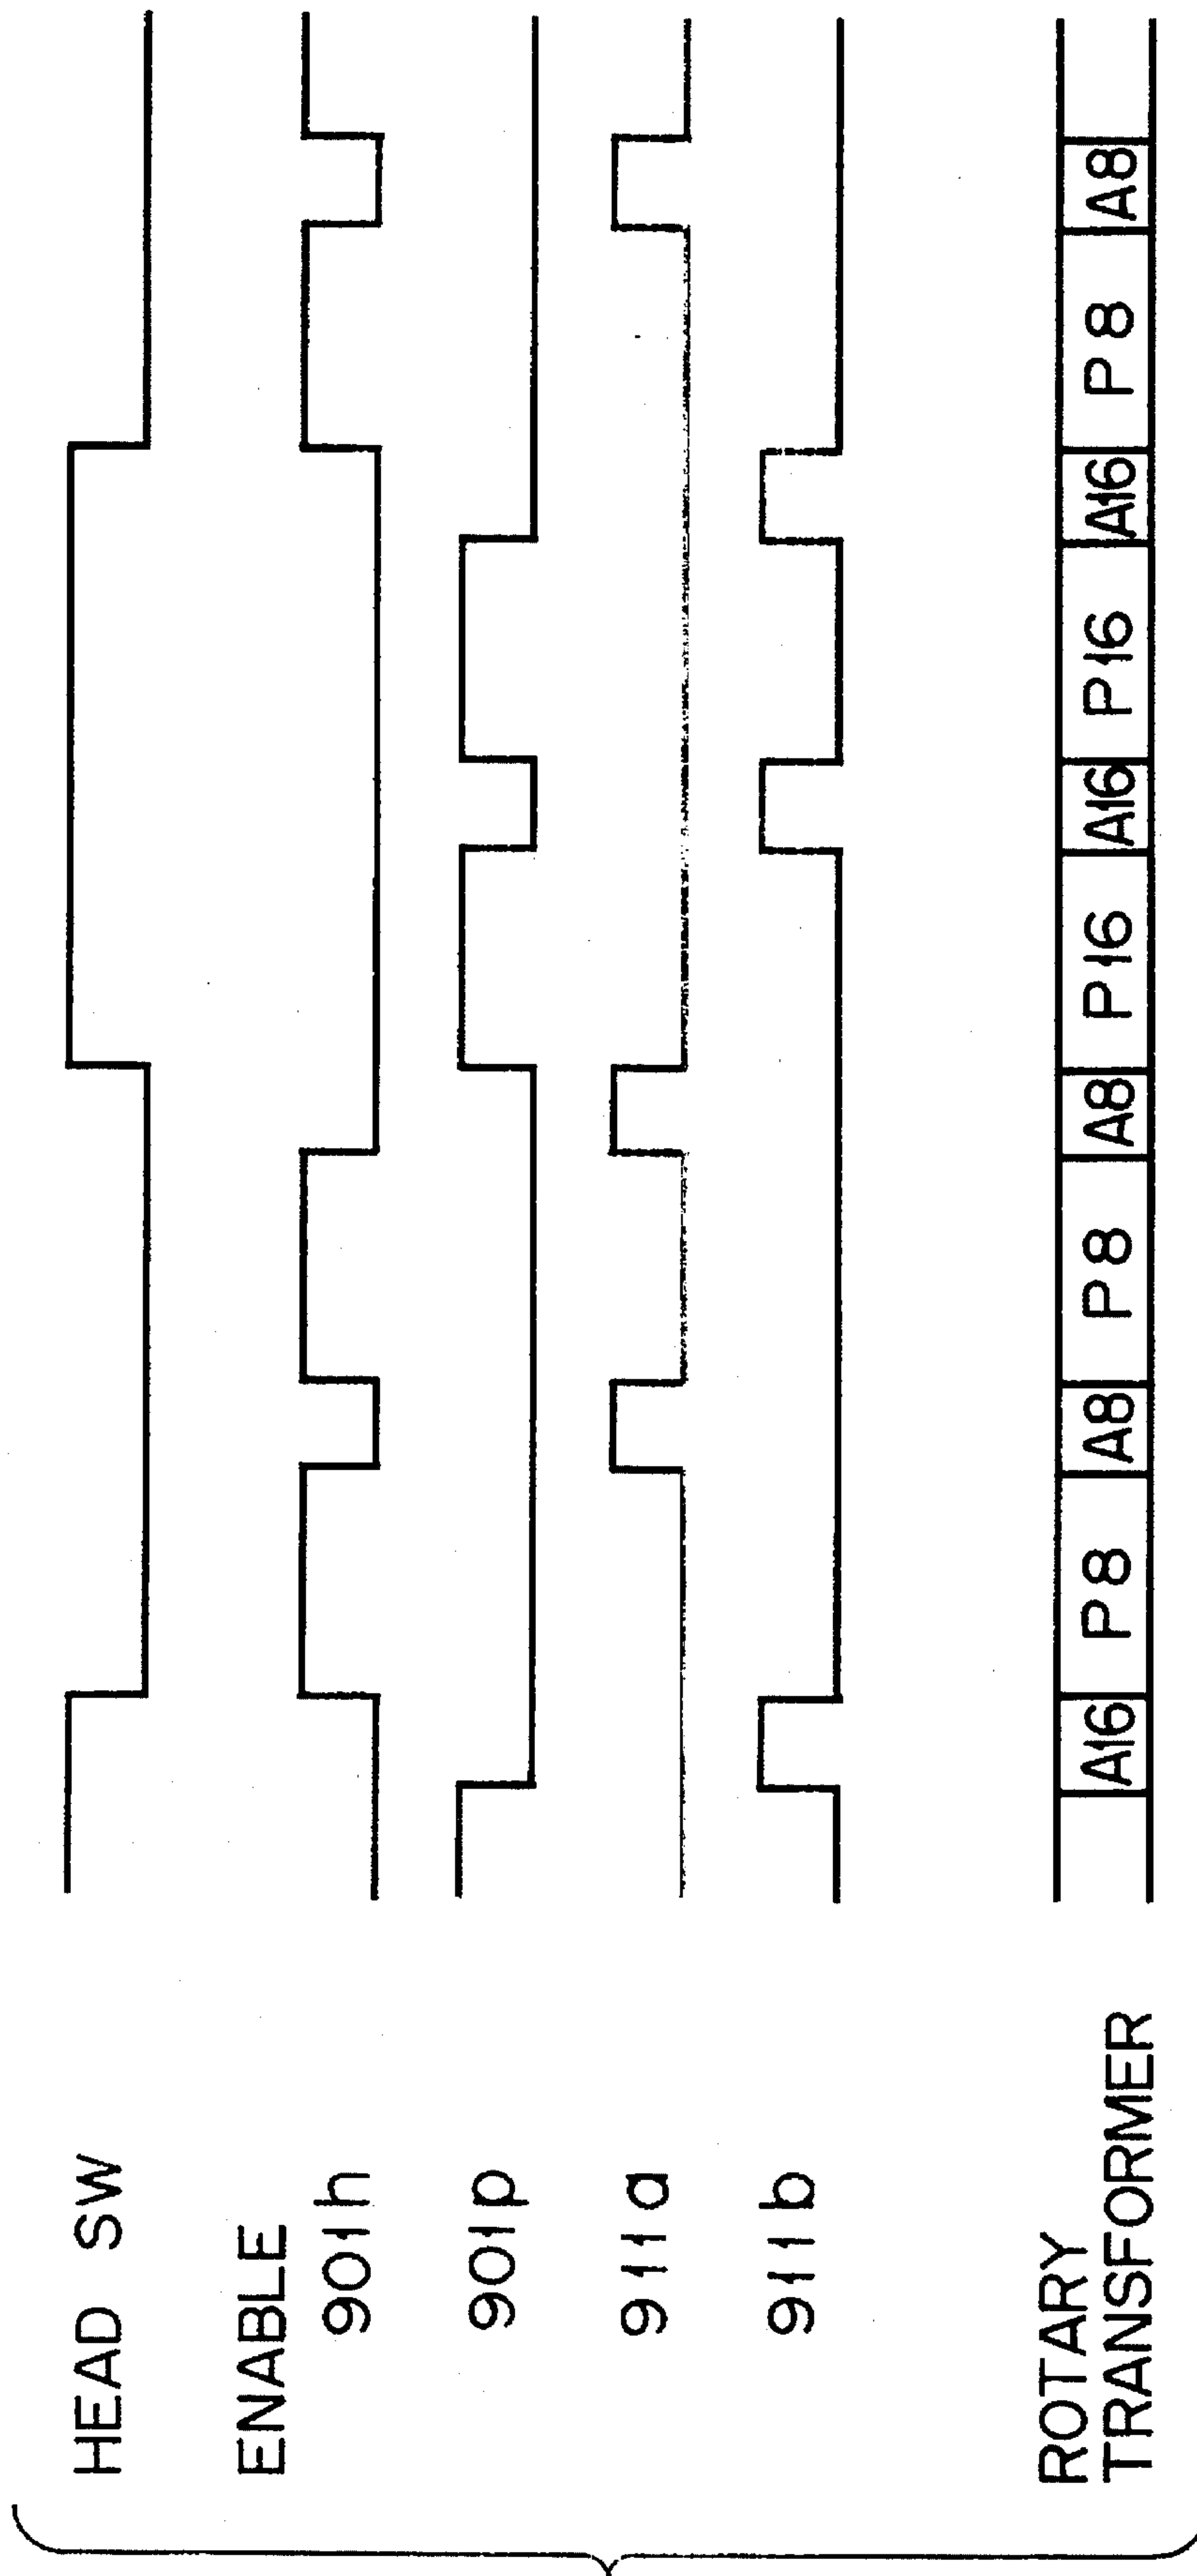 HEAD SW
ENABLE
901h
901p
911a
911b
ROTARY
TRANSFORMER
A16 P8 A8 P8 A8 P16 A16 P16 A16 P8 A8